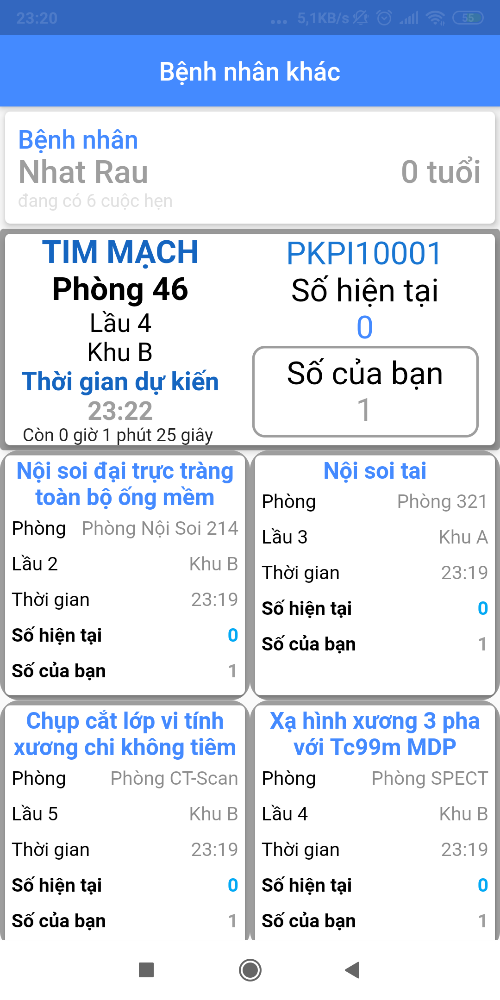 23:20 ... 5,1KB/s 55
Bệnh nhân khác
Bệnh nhân
Nhat Rau 0 tuổi
đang có 6 cuộc hẹn
TIM MẠCH
Phòng 46
Lầu 4
Khu B
Thời gian dự kiến
23:22
Còn 0 giờ 1 phút 25 giây
PKPI10001
Số hiện tại
0
Số của bạn
1
Nội soi đại trực tràng
toàn bộ ống mềm
Phòng Phòng Nội Soi 214
Lầu 2 Khu B
Thời gian 23:19
Số hiện tại 0
Số của bạn 1
Nội soi tai
Phòng Phòng 321
Lầu 3 Khu A
Thời gian 23:19
Số hiện tại 0
Số của bạn 1
Chụp cắt lớp vi tính
xương chi không tiêm
Phòng Phòng CT-Scan
Lầu 5 Khu B
Thời gian 23:19
Số hiện tại 0
Số của bạn 1
Xạ hình xương 3 pha
với Tc99m MDP
Phòng Phòng SPECT
Lầu 4 Khu B
Thời gian 23:19
Số hiện tại 0
Số của bạn 1